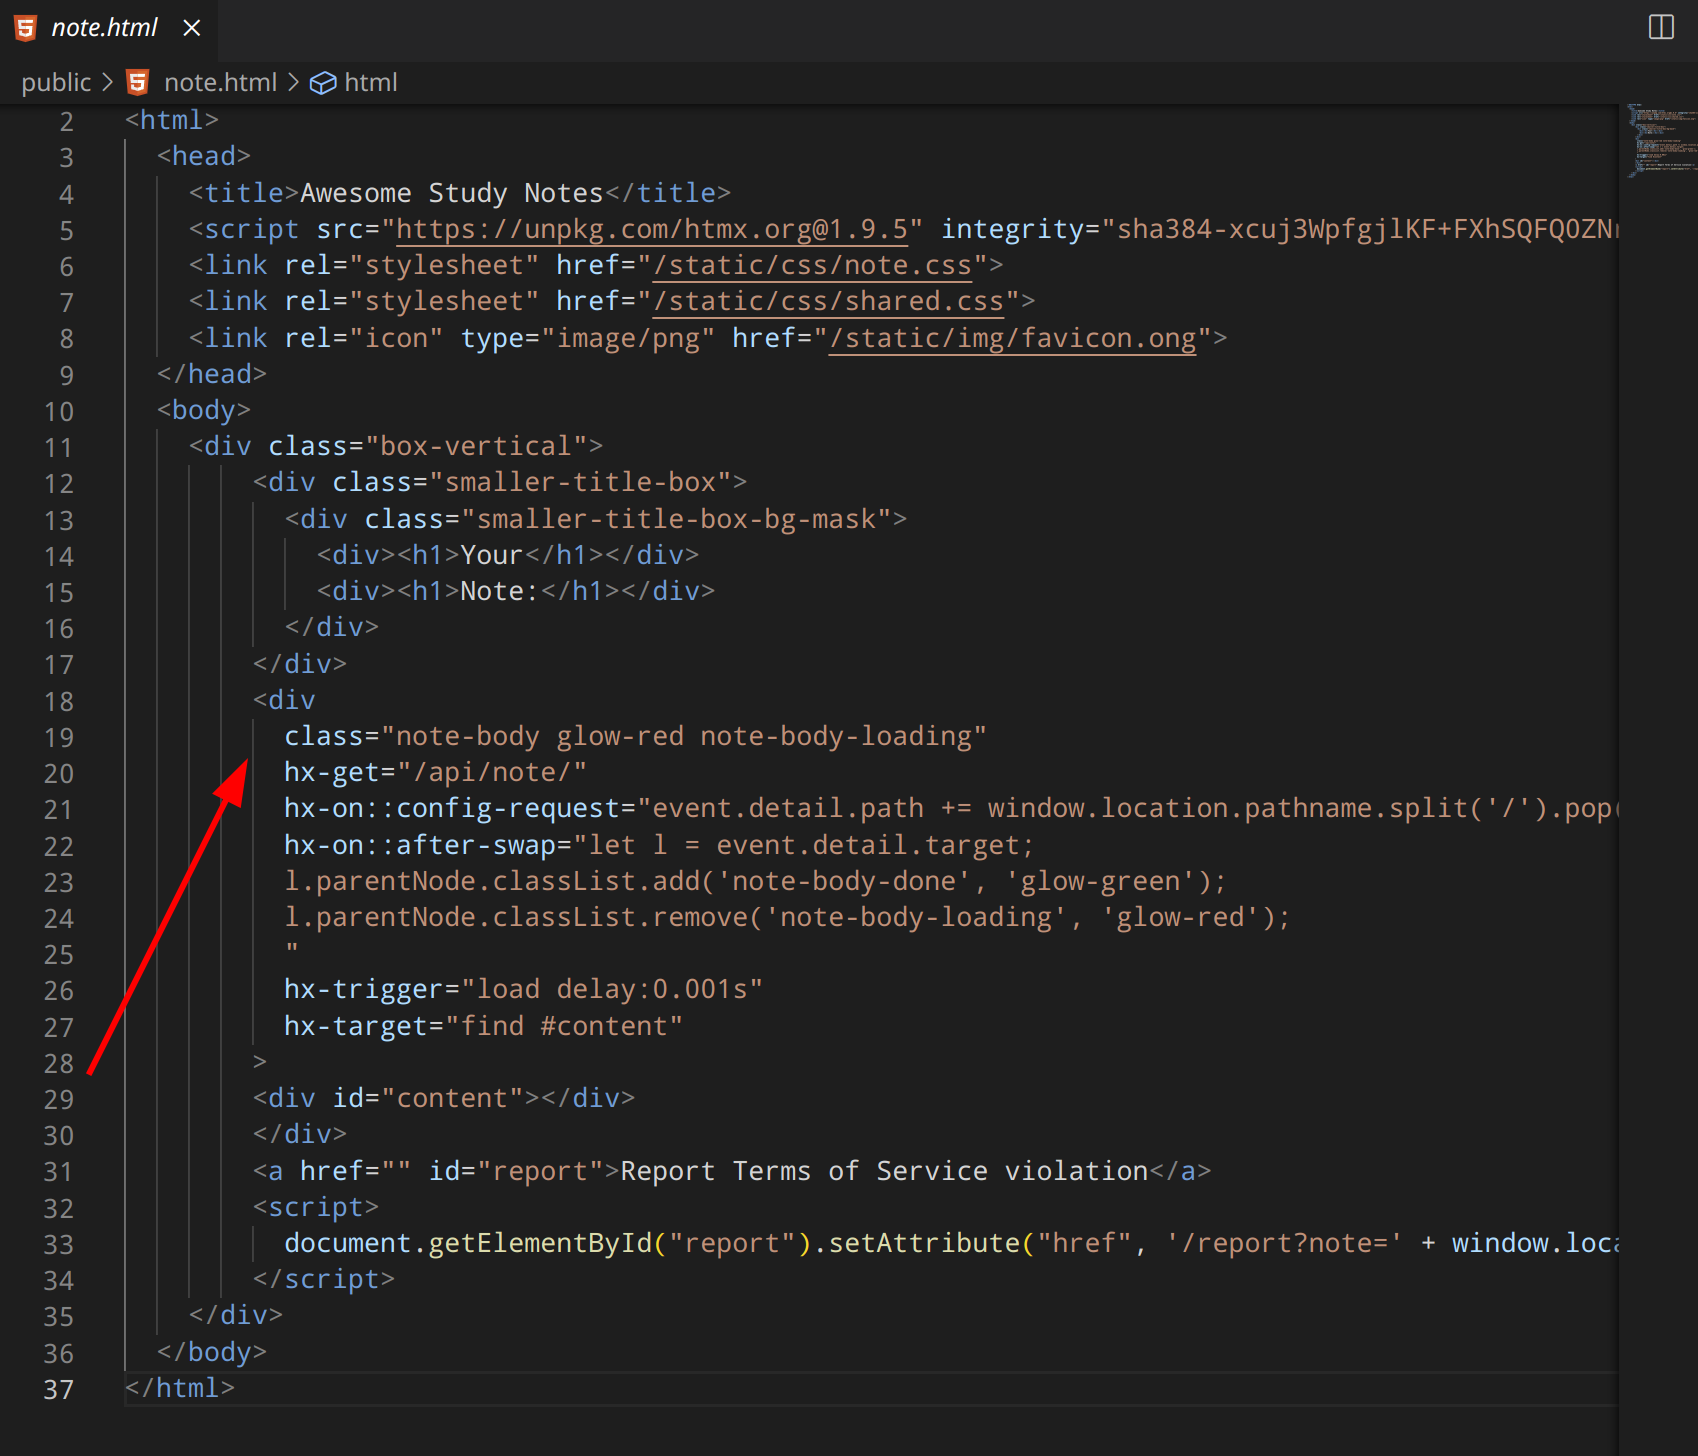 note.html
public > note.html > html
2 <html>
3 <head>
4 <title>Awesome Study Notes</title>
5 <script src="https://unpkg.com/htmx.org@1.9.5" integrity="sha384-xcuj3WpfgjlKF+FXhSQFQ0ZN
6 <link rel="stylesheet" href="/static/css/note.css">
7 <link rel="stylesheet" href="/static/css/shared.css">
8 <link rel="icon" type="image/png" href="/static/img/favicon.ong">
9 </head>
10 <body>
11 <div class="box-vertical">
12 <div class="smaller-title-box">
13 <div class="smaller-title-box-bg-mask">
14 <div><h1>Your</h1></div>
15 <div><h1>Note:</h1></div>
16 </div>
17 </div>
18 <div
19 class="note-body glow-red note-body-loading"
20 hx-get="/api/note/"
21 hx-on::config-request="event.detail.path += window.location.pathname.split('/').pop(
22 hx-on::after-swap="let l = event.detail.target;
23 l.parentNode.classList.add('note-body-done', 'glow-green');
24 l.parentNode.classList.remove('note-body-loading', 'glow-red');
25 "
26 hx-trigger="load delay:0.001s"
27 hx-target="find #content"
28 >
29 <div id="content"></div>
30 </div>
31 <a href="" id="report">Report Terms of Service violation</a>
32 <script>
33 document.getElementById("report").setAttribute("href", '/report?note=' + window.loca
34 </script>
35 </div>
36 </body>
37 </html>